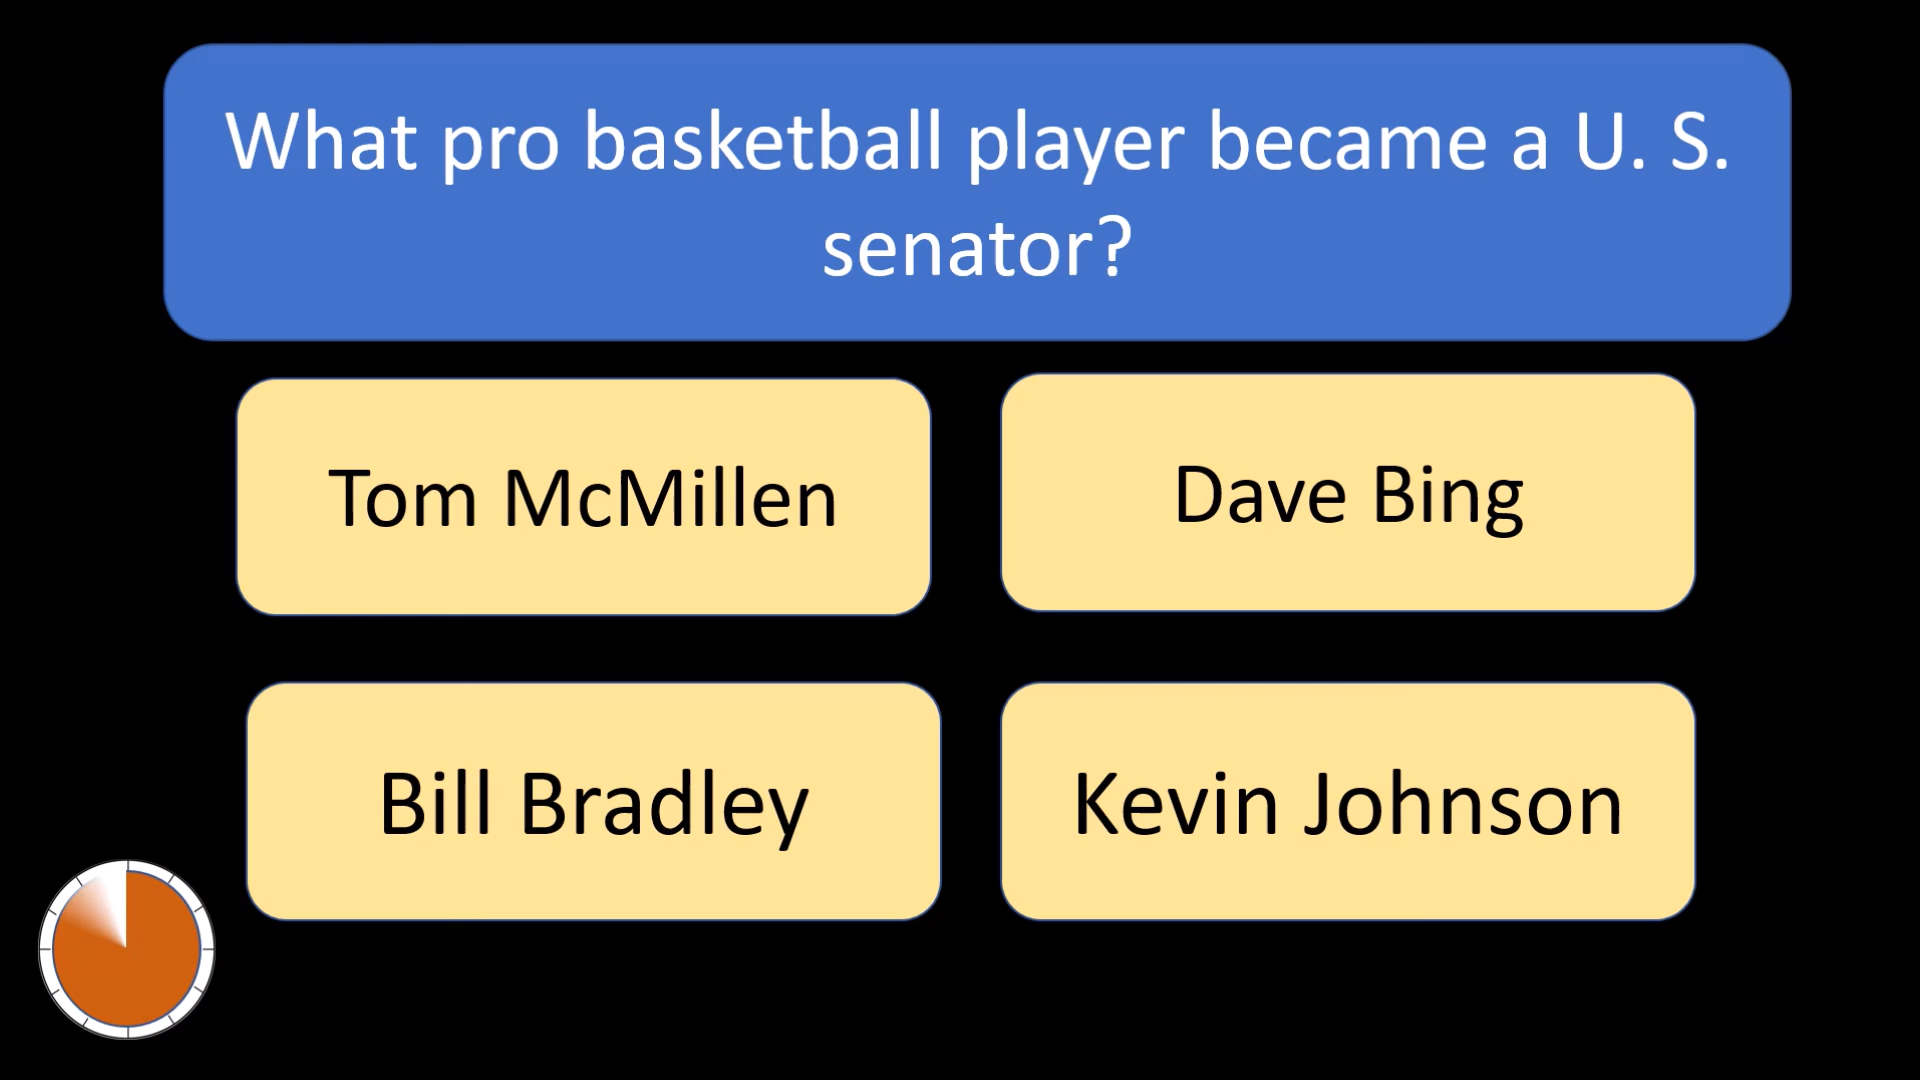 What pro basketball player became a U. S.
senator?
Tom McMillen
Dave Bing
Bill Bradley
Kevin Johnson